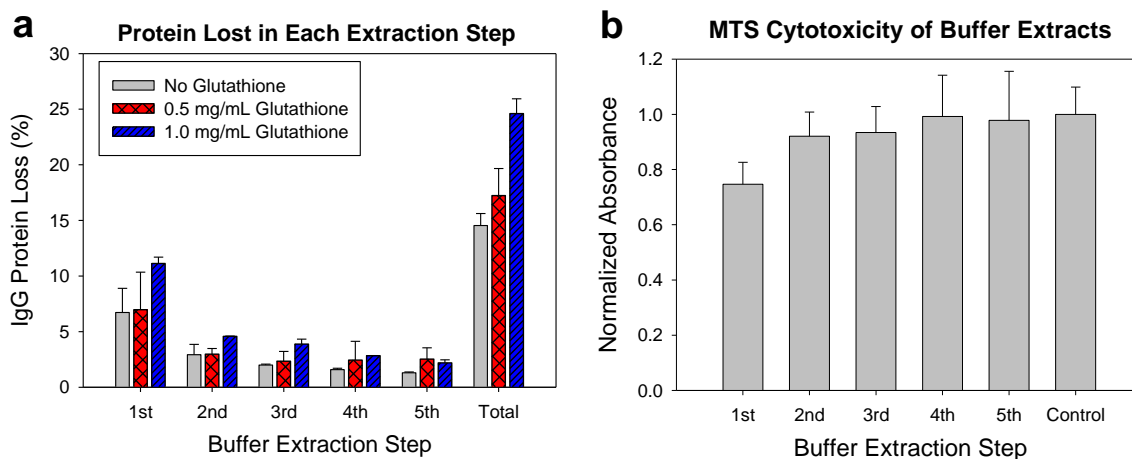 a
Protein Lost in Each Extraction Step
30
25
20
15
10
5
0
IgG Protein Loss (%)
No Glutathione
0.5 mg/mL Glutathione
1.0 mg/mL Glutathione
1st 2nd 3rd 4th 5th Total
Buffer Extraction Step
b
MTS Cytotoxicity of Buffer Extracts
1.2
1.0
0.8
0.6
0.4
0.2
0.0
Normalized Absorbance
1st 2nd 3rd 4th 5th Control
Buffer Extraction Step